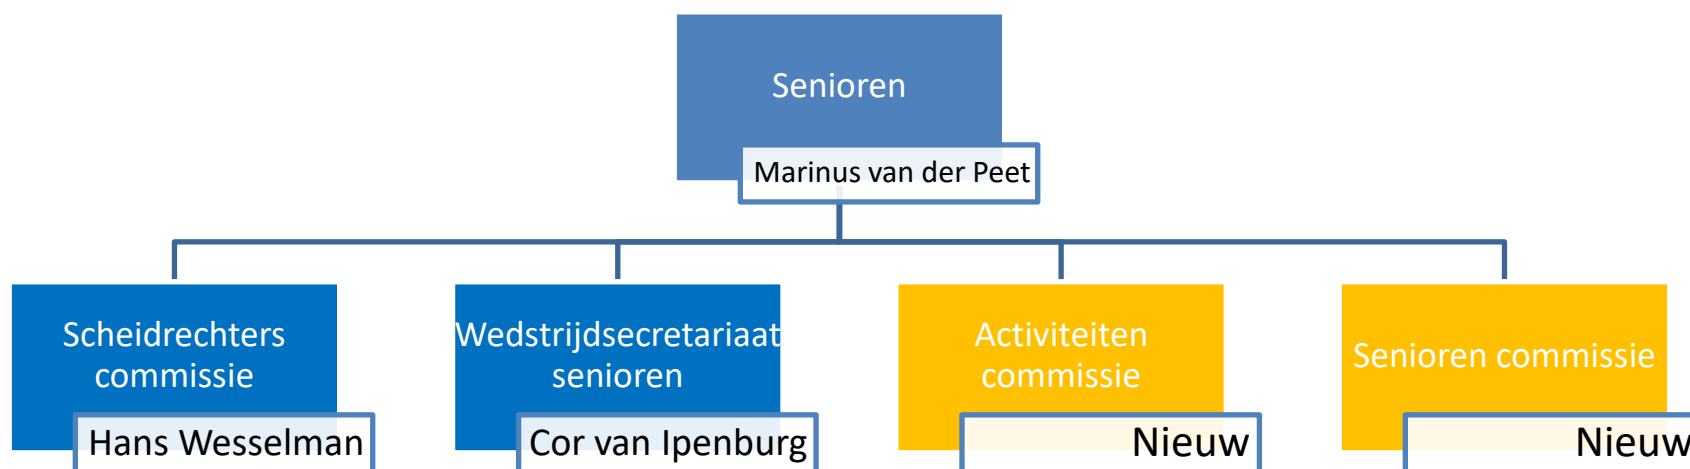 Senioren
Marinus van der Peet
Scheidrechters
commissie
Hans Wesselman
Wedstrijdsecretariaat
senioren
Cor van Ipenburg
Activiteiten
commissie
Nieuw
Senioren commissie
Nieuw